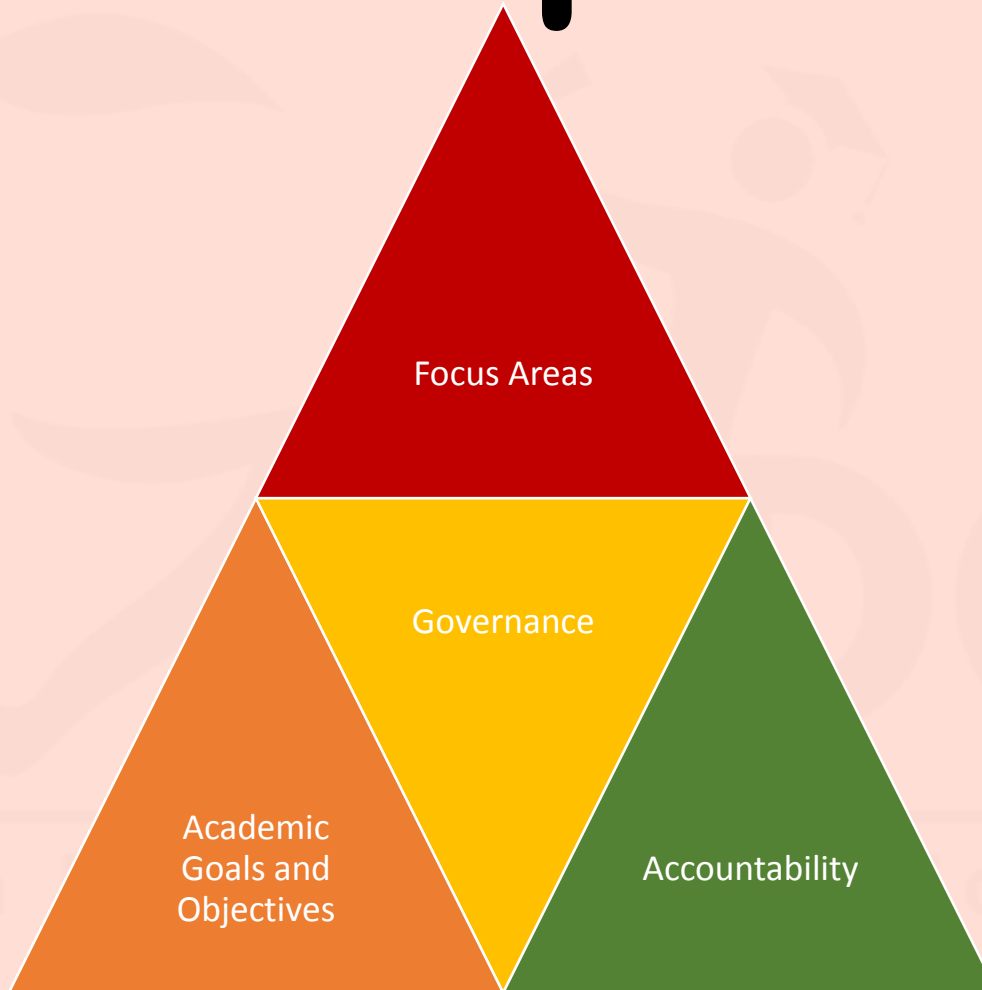 Focus Areas
Governance
Academic
Goals and
Objectives
Accountability